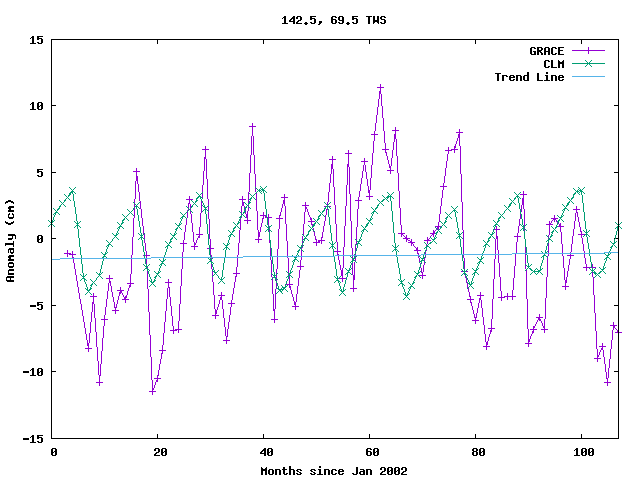 142.5, 69.5 TWS
GRACE
CLM
Trend Line
Anomaly (cm)
15
10
5
0
-5
-10
-15
0 20 40 60 80 100
Months since Jan 2002